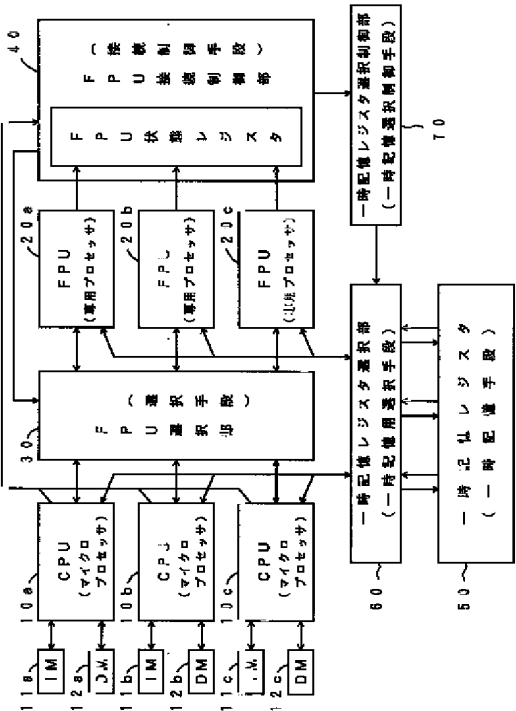 11a
IM
12a
DM
11b
IM
12b
DM
11c
IM
12c
DM
10a
CPU
(マイクロ
プロセッサ)
10b
CPU
(マイクロ
プロセッサ)
10c
CPU
(マイクロ
プロセッサ)
30
FPU選択部
(選択手段)
20a
FPU
(専用プロセッサ)
20b
FPU
(専用プロセッサ)
20c
FPU
(専用プロセッサ)
40
FPU接続制御部
(接続制御手段)
FPU状態レジスタ
60
一時記憶レジスタ選択部
(一時記憶用選択手段)
50
一時記憶レジスタ
(一時記憶手段)
一時記憶レジスタ選択制御部
(一時記憶選択制御手段)
70